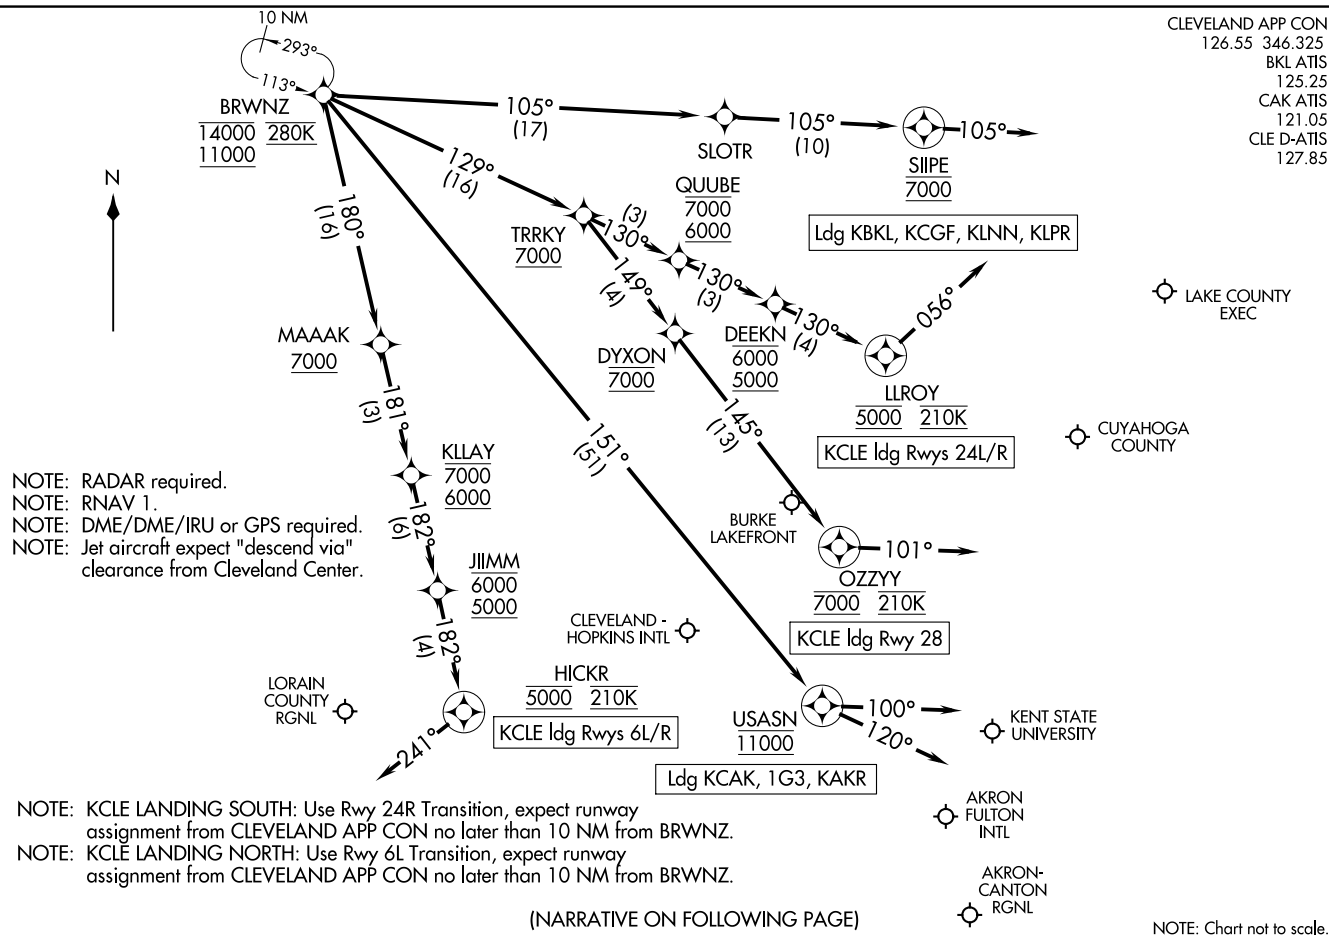 10 NM
293°
113°
BRWNZ
14000 280K
11000
CLEVELAND APP CON
126.55 346.325
BKL ATIS
125.25
CAK ATIS
121.05
CLE D-ATIS
127.85
105°
(17)
SLOTR
105°
(10)
105°
SIIPE
7000
Ldg KBKL, KCGF, KLNN, KLPR
N
129°
(16)
TRRKY
7000
QUUBE
7000
6000
(3)
130°
130°
(3)
DEEKN
6000
5000
130°
(4)
LLROY
5000 210K
KCLE ldg Rwys 24L/R
056°
LAKE COUNTY
EXEC
CUYAHOGA
COUNTY
180°
(16)
MAAAK
7000
149°
(4)
DYXON
7000
145°
(13)
181°
(3)
KLLAY
7000
6000
151°
(51)
NOTE: RADAR required.
NOTE: RNAV 1.
NOTE: DME/DME/IRU or GPS required.
NOTE: Jet aircraft expect "descend via"
clearance from Cleveland Center.
182°
(6)
JIIMM
6000
5000
BURKE
LAKEFRONT
101°
OZZYY
7000 210K
KCLE ldg Rwy 28
CLEVELAND -
HOPKINS INTL
182°
(4)
HICKR
5000 210K
KCLE ldg Rwys 6L/R
LORAIN
COUNTY
RGNL
241°
USASN
11000
Ldg KCAK, 1G3, KAKR
100°
120°
KENT STATE
UNIVERSITY
AKRON
FULTON
INTL
AKRON-
CANTON
RGNL
NOTE: KCLE LANDING SOUTH: Use Rwy 24R Transition, expect runway
assignment from CLEVELAND APP CON no later than 10 NM from BRWNZ.
NOTE: KCLE LANDING NORTH: Use Rwy 6L Transition, expect runway
assignment from CLEVELAND APP CON no later than 10 NM from BRWNZ.
(NARRATIVE ON FOLLOWING PAGE)
NOTE: Chart not to scale.